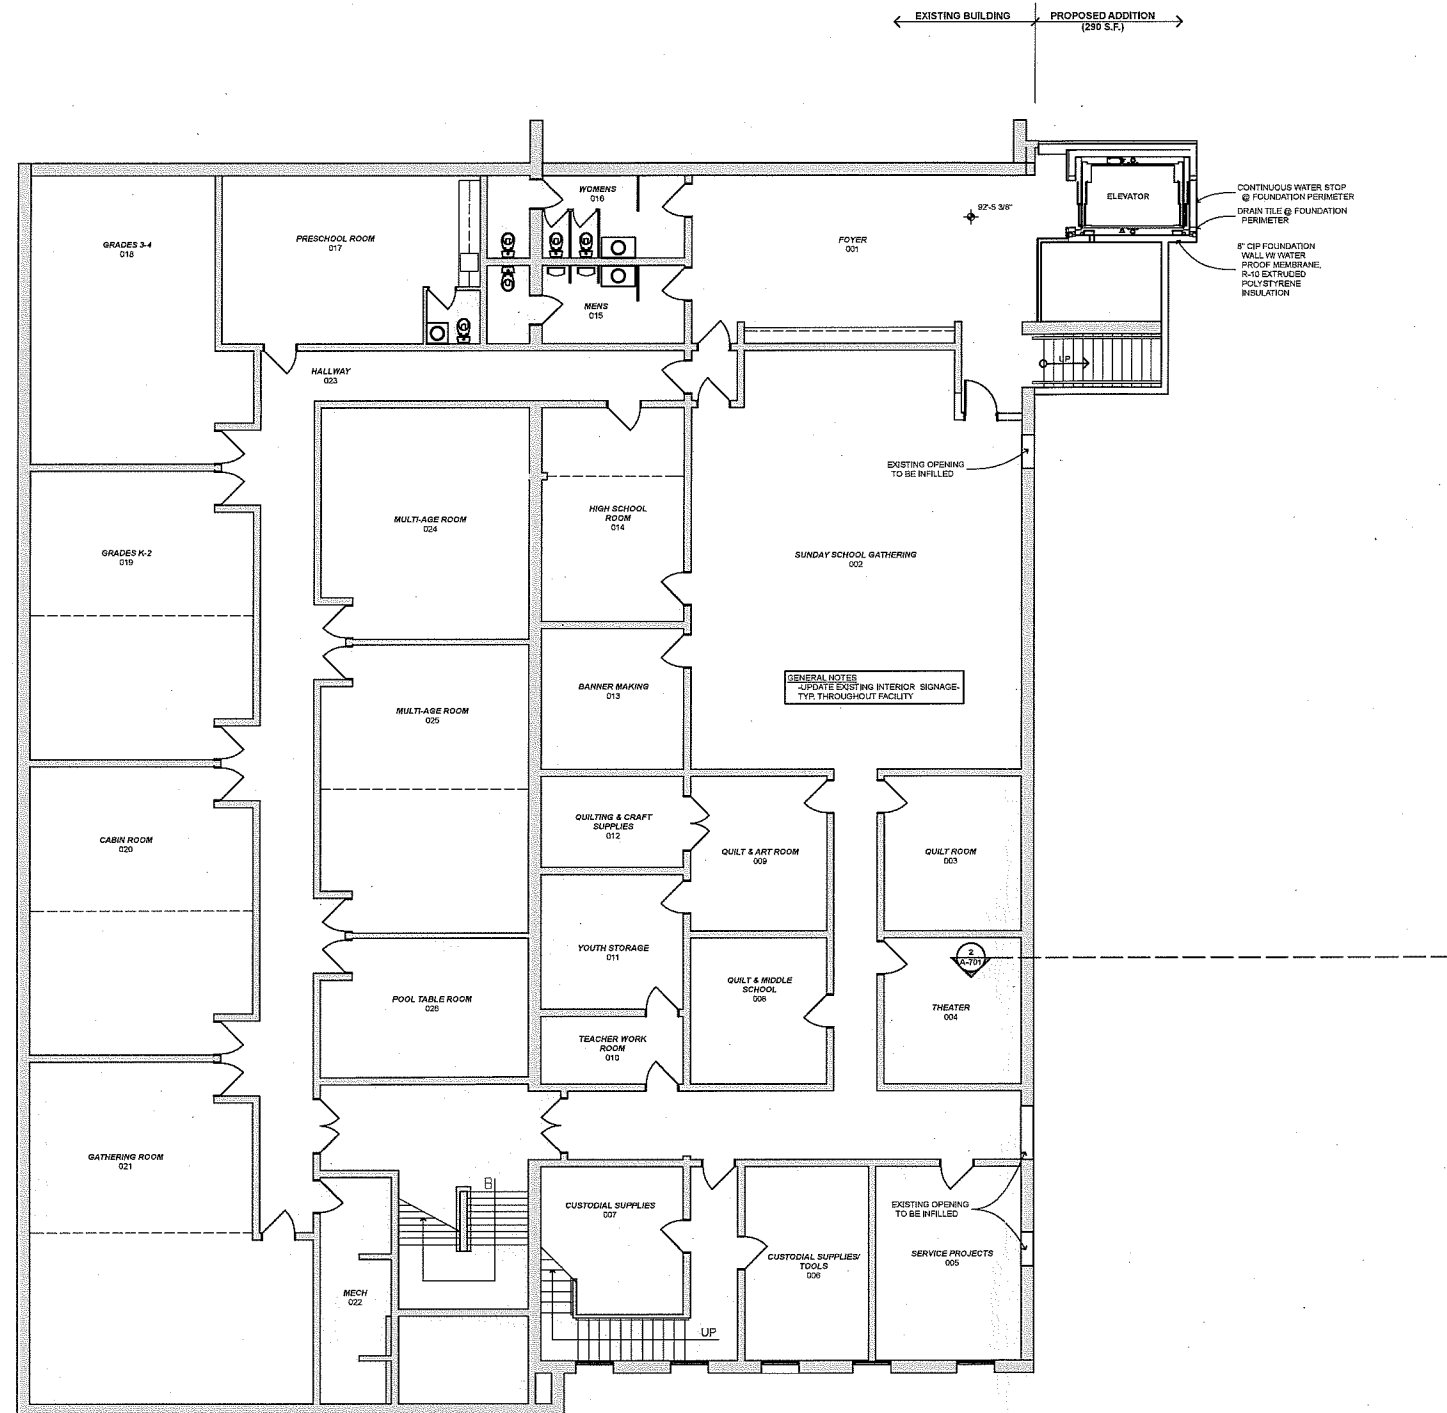 EXISTING BUILDING
PROPOSED ADDITION
(290 S.F.)
WOMENS
016
ELEVATOR
CONTINUOUS WATER STOP
@ FOUNDATION PERIMETER
DRAIN TILE @ FOUNDATION
PERIMETER
8" CIP FOUNDATION
WALL W/ WATER
PROOF MEMBRANE,
R-10 EXTRUDED
POLYSTYRENE
INSULATION
92'-5 3/8"
GRADES 3-4
018
PRESCHOOL ROOM
017
FOYER
001
MENS
015
UP
HALLWAY
023
EXISTING OPENING
TO BE INFILLED
MULTI-AGE ROOM
024
HIGH SCHOOL
ROOM
014
GRADES K-2
019
SUNDAY SCHOOL GATHERING
002
GENERAL NOTES
-UPDATE EXISTING INTERIOR SIGNAGE-
TYP. THROUGHOUT FACILITY
BANNER MAKING
013
MULTI-AGE ROOM
025
QUILTING & CRAFT
SUPPLIES
012
CABIN ROOM
020
QUILT & ART ROOM
009
QUILT ROOM
003
YOUTH STORAGE
011
2
A-701
QUILT & MIDDLE
SCHOOL
008
POOL TABLE ROOM
026
THEATER
004
TEACHER WORK
ROOM
010
GATHERING ROOM
021
B
CUSTODIAL SUPPLIES
007
EXISTING OPENING
TO BE INFILLED
CUSTODIAL SUPPLIES/
TOOLS
006
SERVICE PROJECTS
005
MECH
022
UP